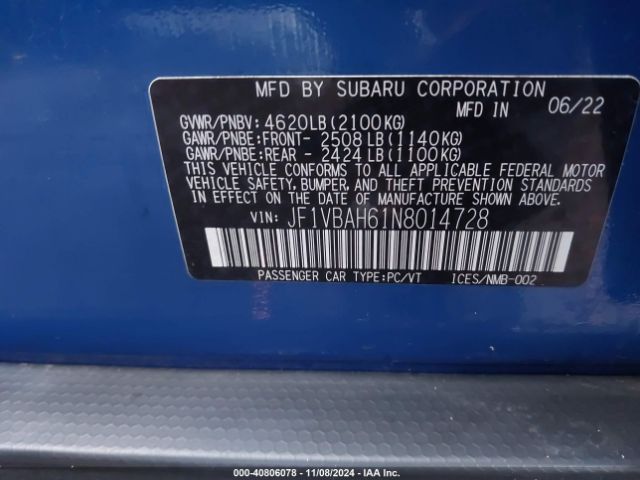 MFD BY SUBARU CORPORATION
MFD IN 06/22
GVWR/PNBV: 4620LB(2100KG)
GAWR/PNBE:FRONT- 2508LB(1140KG)
GAWR/PNBE:REAR - 2424LB(1100KG)
THIS VEHICLE CONFORMS TO ALL APPLICABLE FEDERAL MOTOR
VEHICLE SAFETY, BUMPER, AND THEFT PREVENTION STANDARDS
IN EFFECT ON THE DATE OF MANUFACTURE SHOWN ABOVE.
VIN: JF1VBAH61N8014728
PASSENGER CAR TYPE:PC/VT ICES/NMB-002
000-40806078 - 11/08/2024 - IAA Inc.